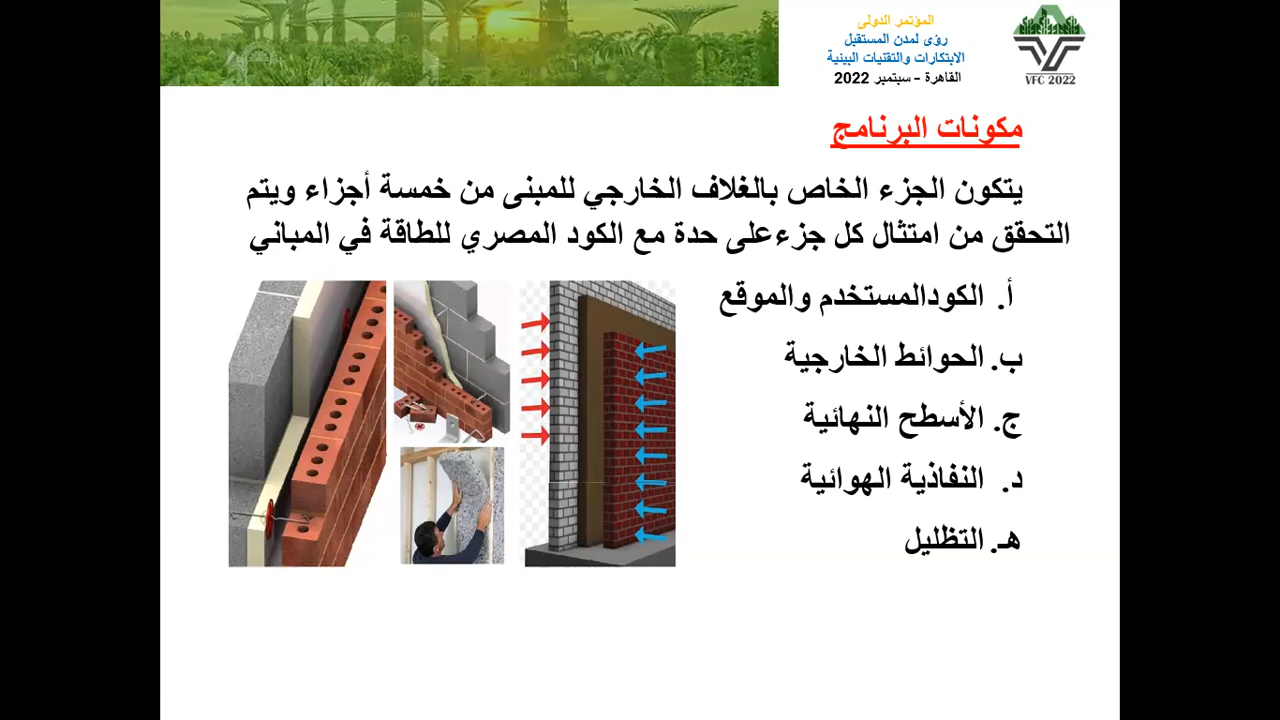 المؤتمر الدولى
رؤى لمدن المستقبل
الابتكارات والتقنيات البينية
القاهرة – سبتمبر 2022
VFC 2022
مكونات البرنامج
يتكون الجزء الخاص بالغلاف الخارجي للمبنى من خمسة أجزاء ويتم
التحقق من امتثال كل جزءعلى حدة مع الكود المصري للطاقة في المباني
أ. الكودالمستخدم والموقع
ب. الحوائط الخارجية
ج. الأسطح النهائية
د. النفاذية الهوائية
هـ. التظليل